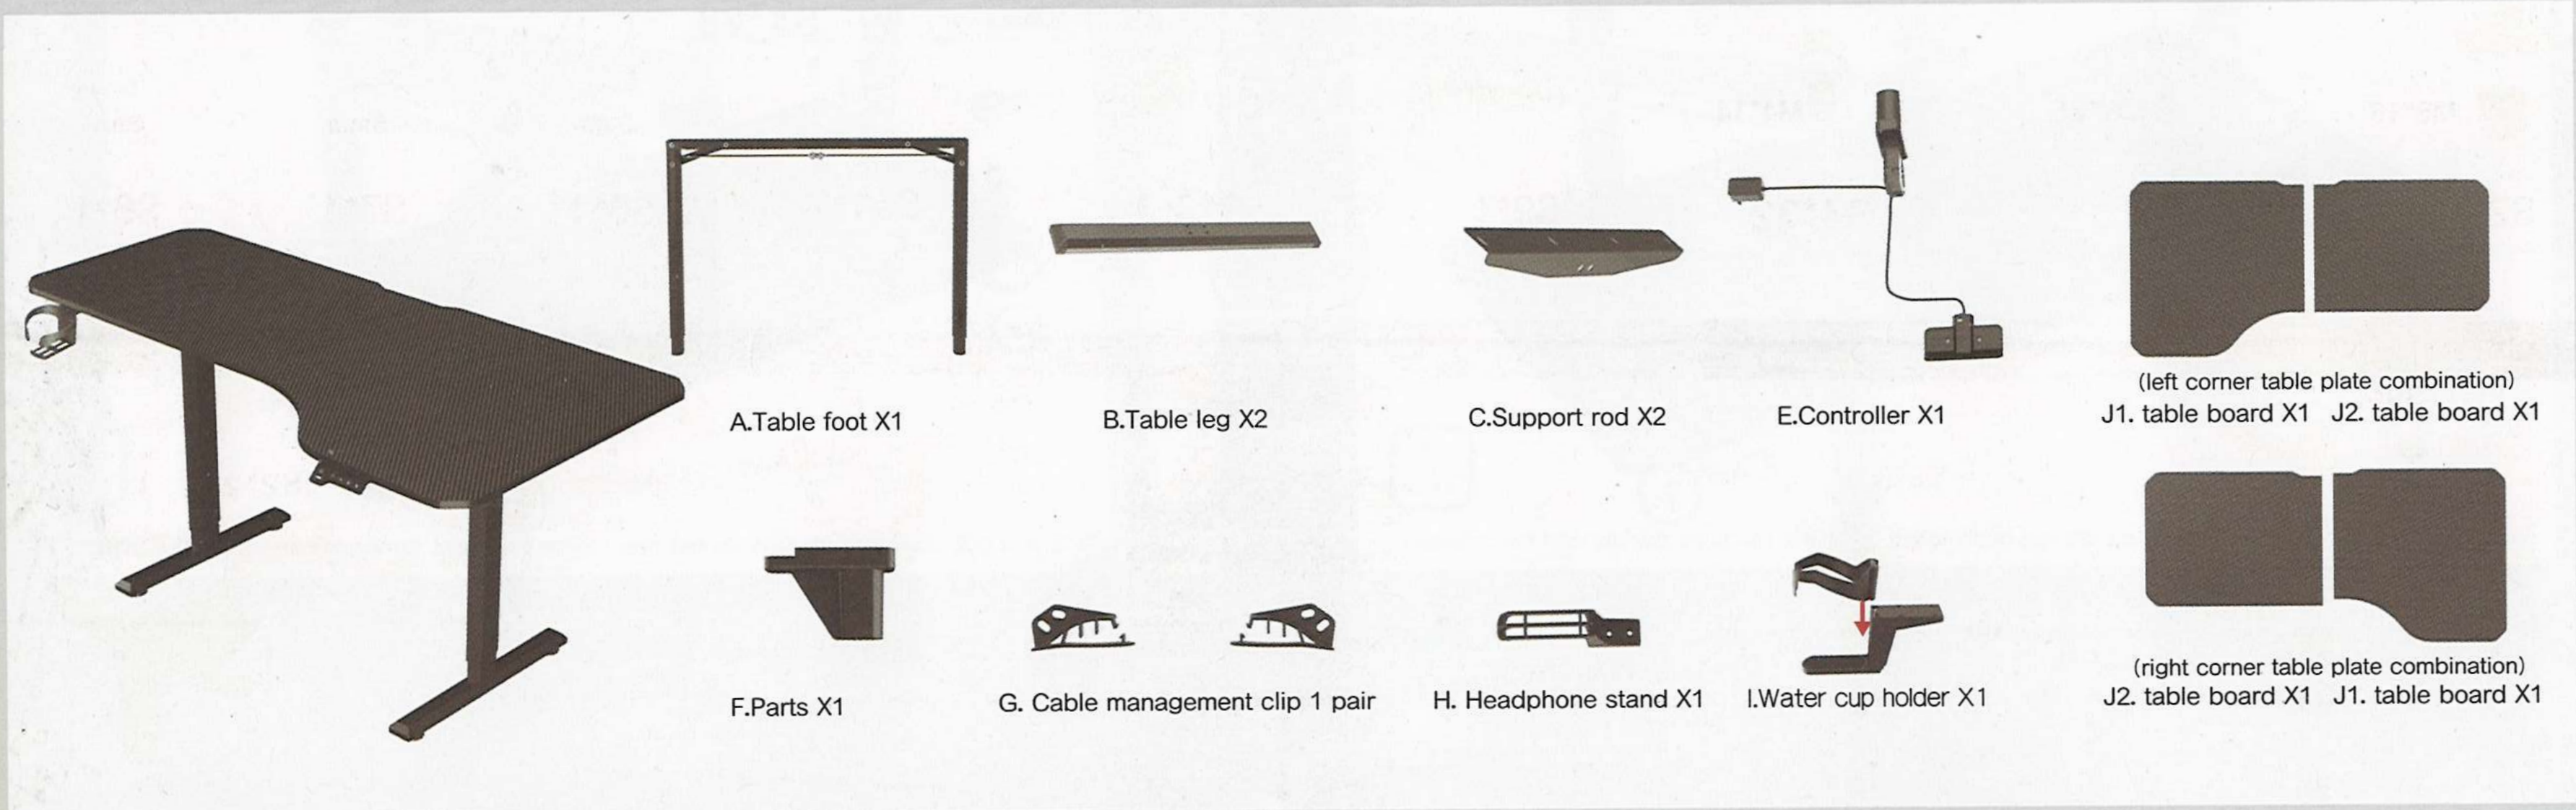 A.Table foot X1
B.Table leg X2
C.Support rod X2
E.Controller X1
(left corner table plate combination)
J1. table board X1 J2. table board X1
F.Parts X1
G. Cable management clip 1 pair
H. Headphone stand X1
I.Water cup holder X1
(right corner table plate combination)
J2. table board X1 J1. table board X1